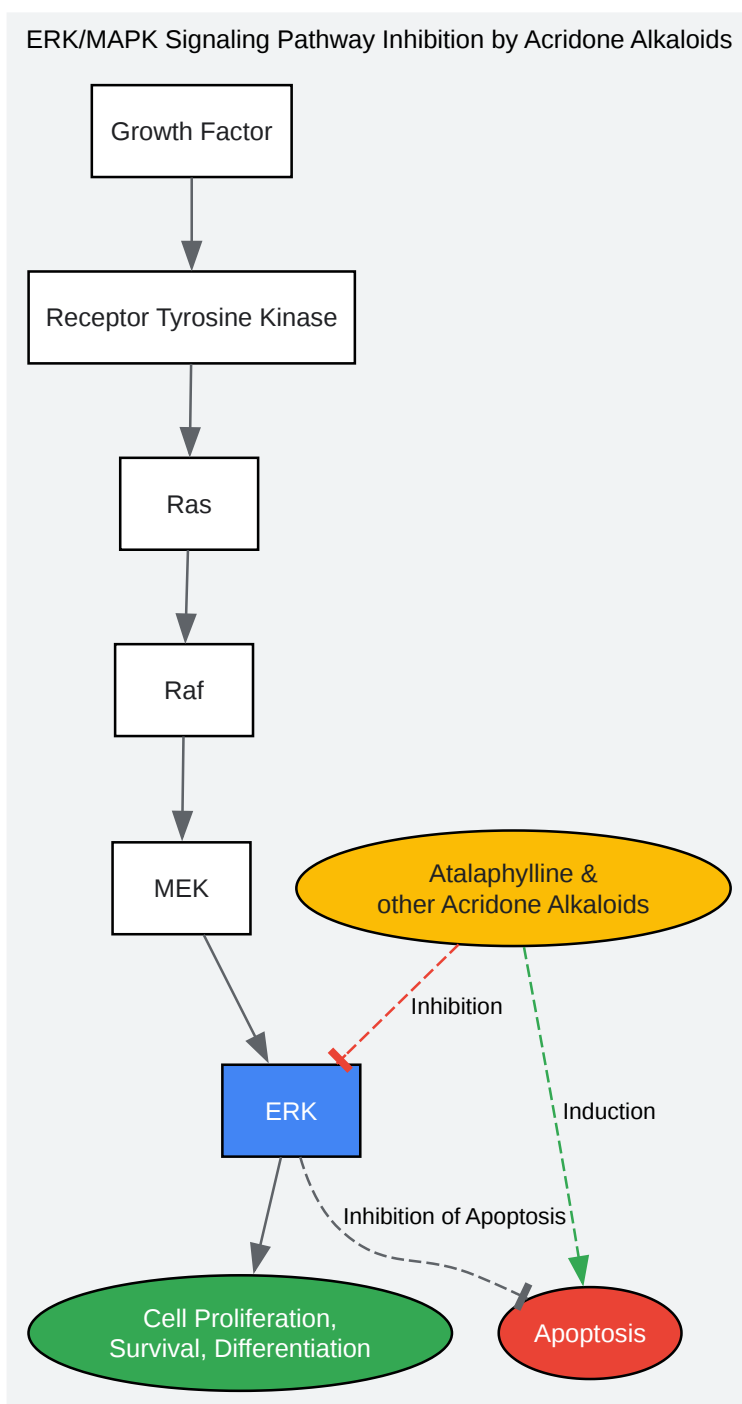 ERK/MAPK Signaling Pathway Inhibition by Acridone Alkaloids
Growth Factor
Receptor Tyrosine Kinase
Ras
Raf
MEK
Atalaphylline &
other Acridone Alkaloids
Inhibition
ERK
Induction
Inhibition of Apoptosis
Cell Proliferation,
Survival, Differentiation
Apoptosis